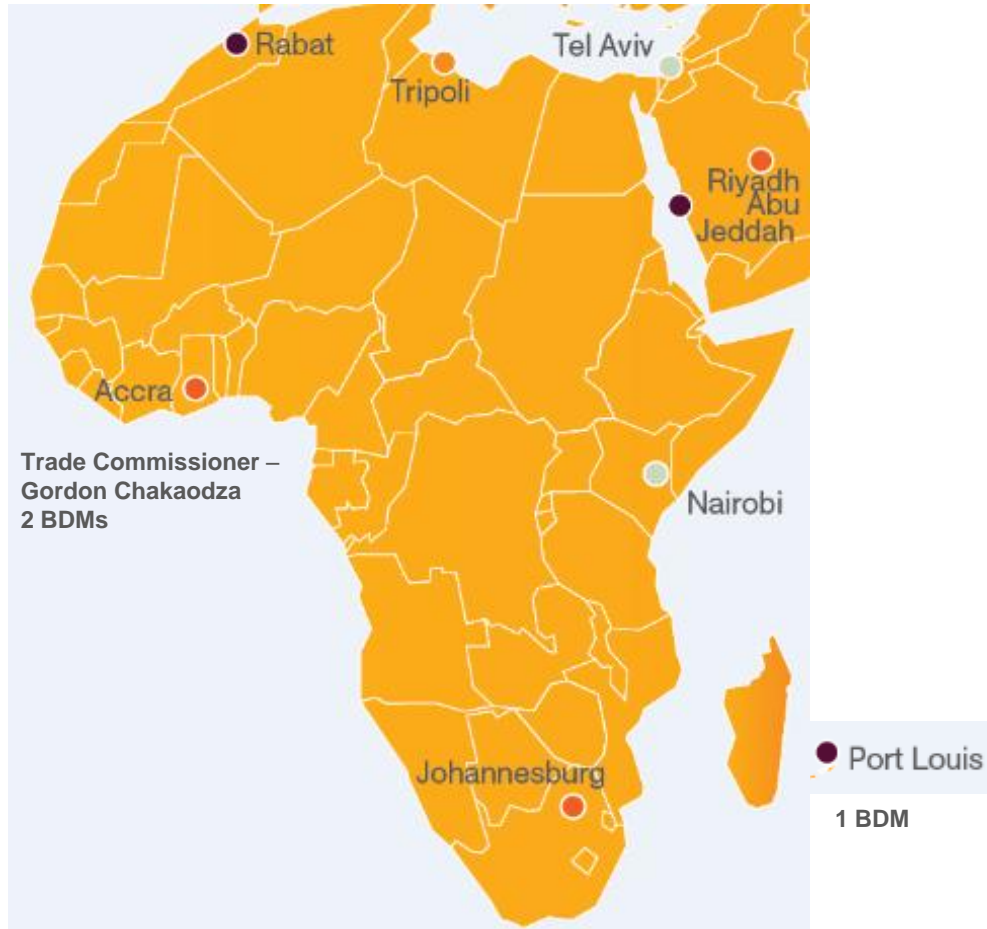 Rabat
Tel Aviv
Tripoli
Riyadh
Abu
Jeddah
Accra
Trade Commissioner –
Gordon Chakaodza
2 BDMs
Nairobi
Johannesburg
Port Louis
1 BDM